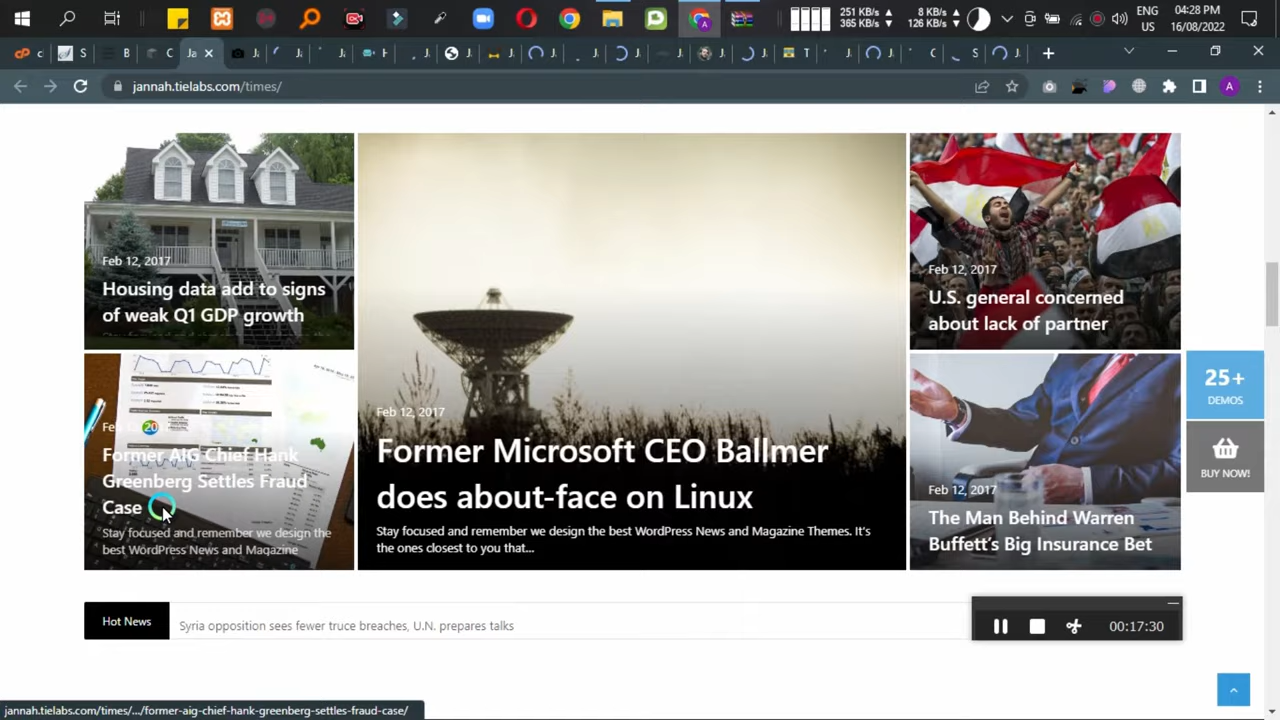 251 KB/s
365 KB/s
8 KB/s
126 KB/s
ENG
US
04:28 PM
16/08/2022
jannah.tielabs.com/times/
Feb 12, 2017
Housing data add to signs
of weak Q1 GDP growth
Feb 12, 2017
U.S. general concerned
about lack of partner
25+
DEMOS
BUY NOW!
Former AIG Chief Hank
Greenberg Settles Fraud
Case
Stay focused and remember we design the
best WordPress News and Magazine
Feb 12, 2017
Former Microsoft CEO Ballmer
does about-face on Linux
Stay focused and remember we design the best WordPress News and Magazine Themes. It's
the ones closest to you that...
Feb 12, 2017
The Man Behind Warren
Buffett's Big Insurance Bet
Hot News
Syria opposition sees fewer truce breaches, U.N. prepares talks
00:17:30
jannah.tielabs.com/times/.../former-aig-chief-hank-greenberg-settles-fraud-case/